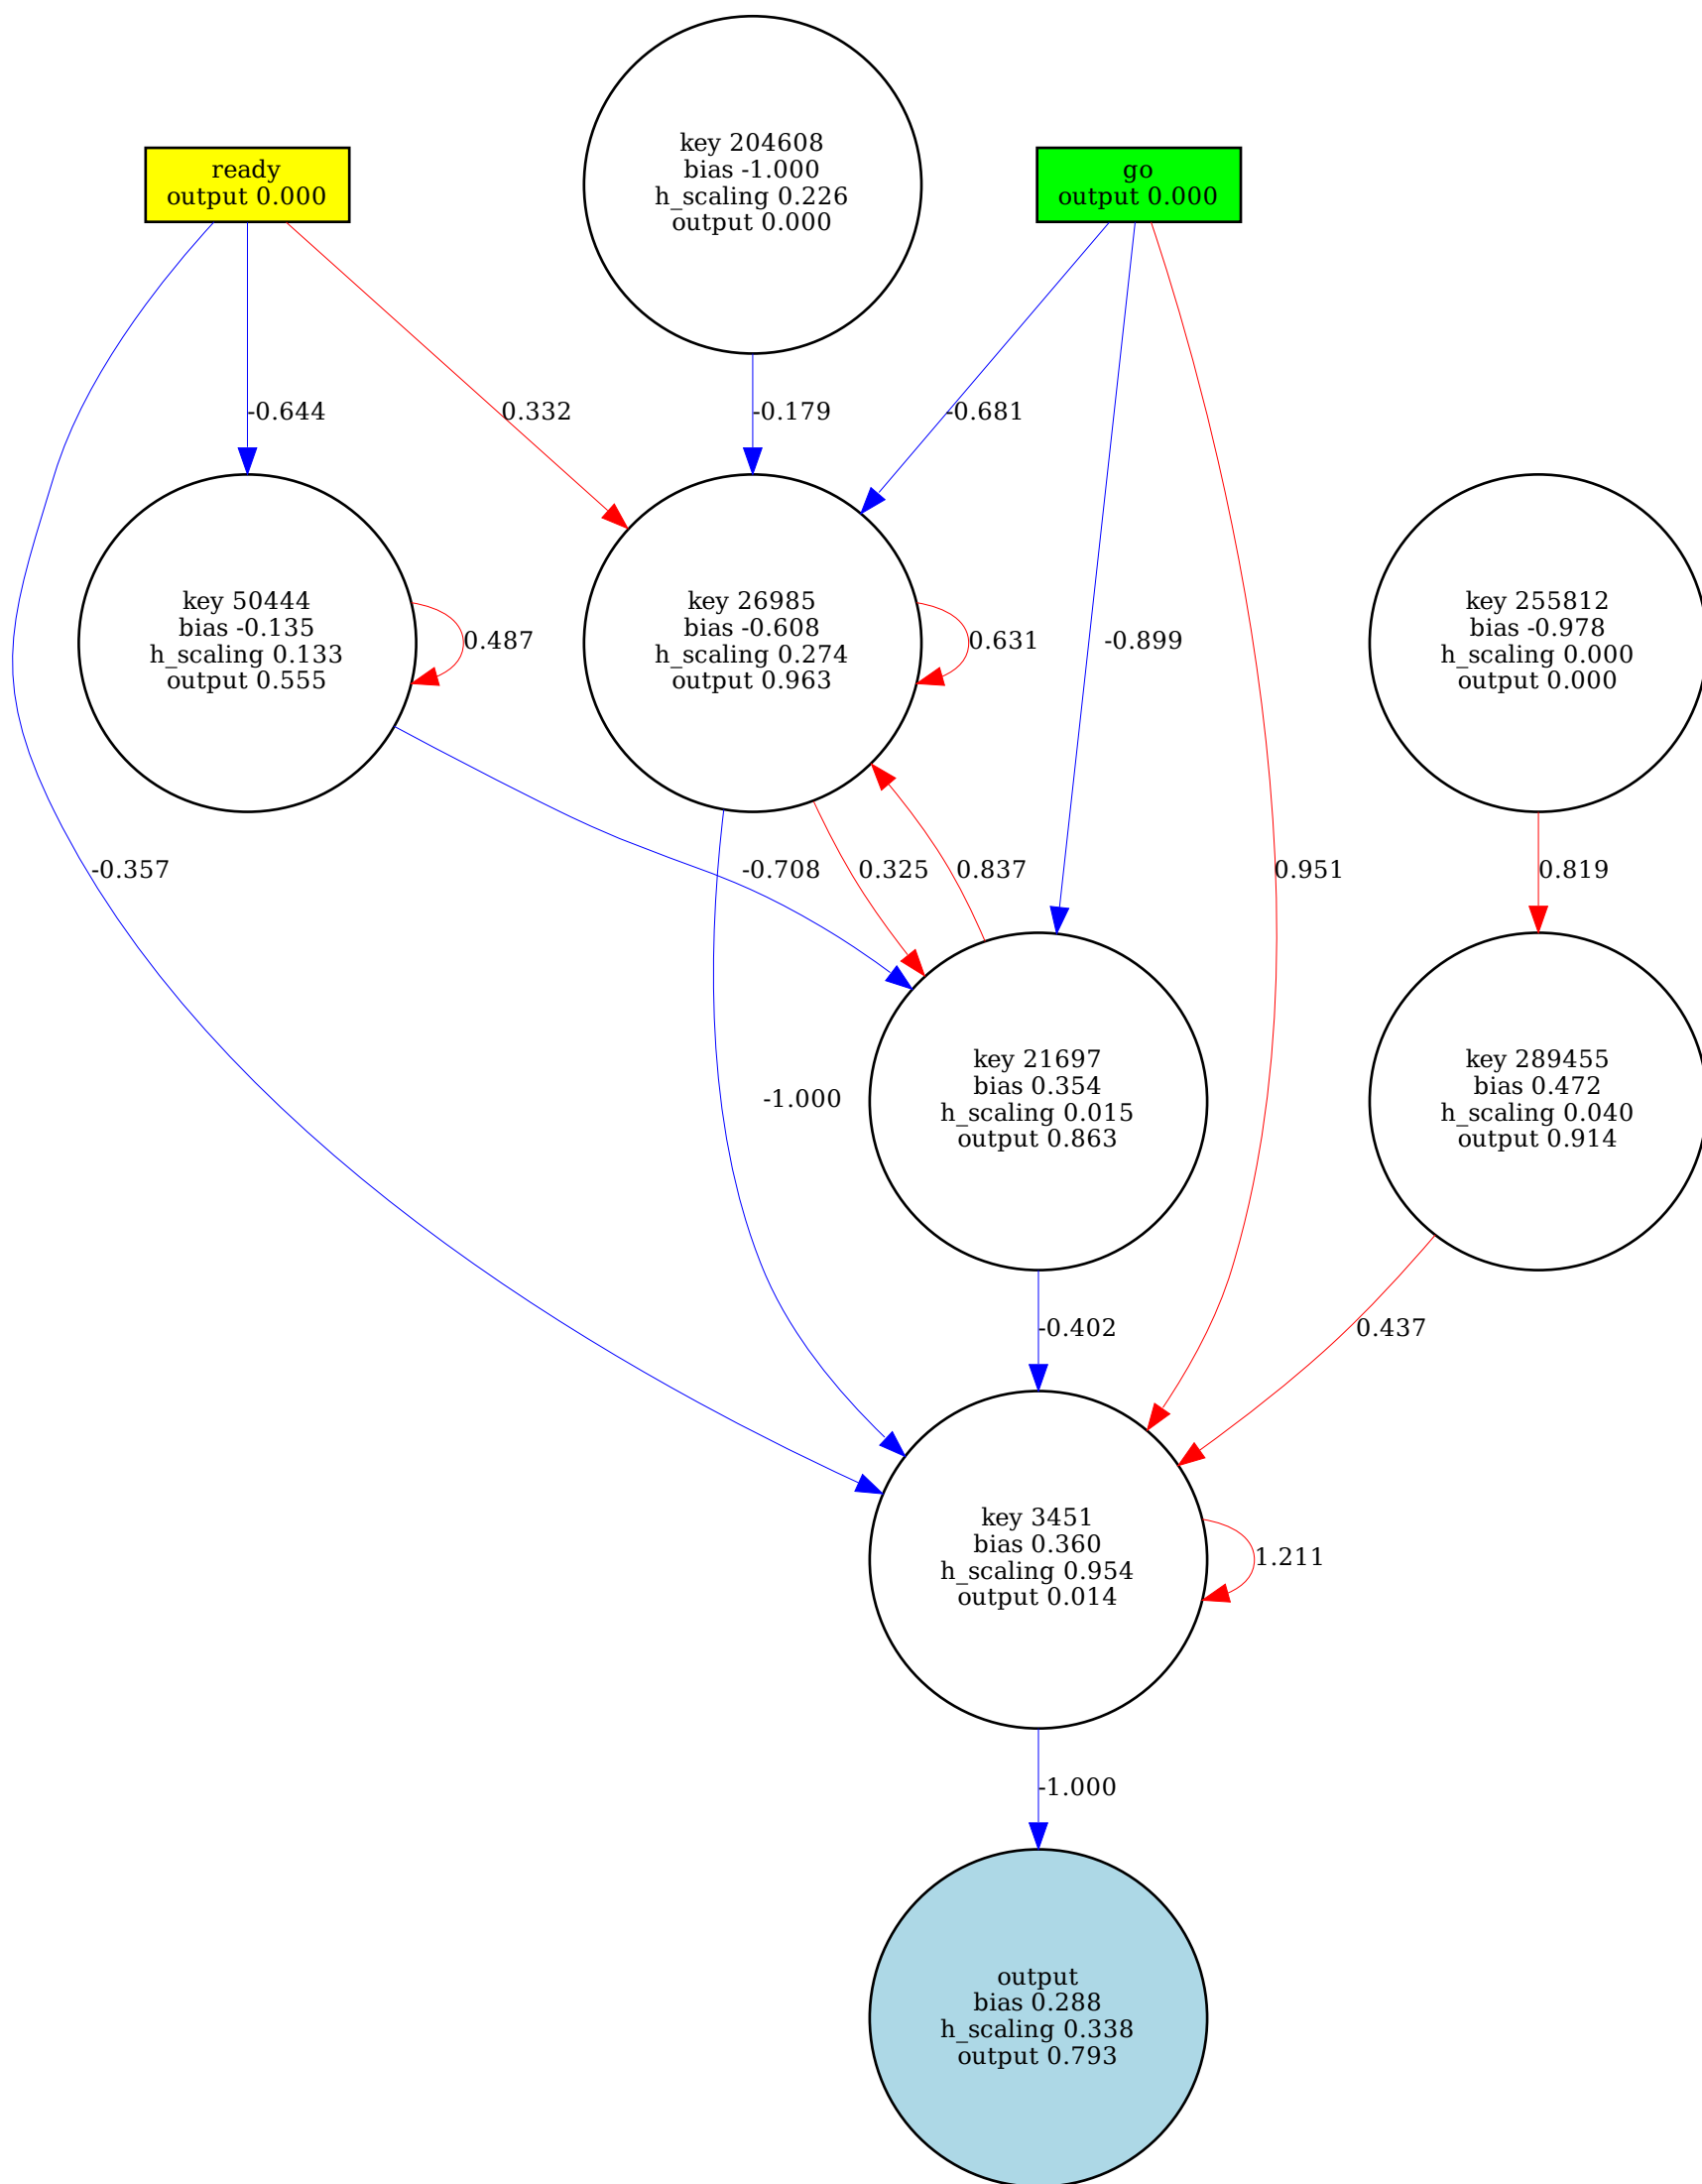 key 204608
bias -1.000
h_scaling 0.226
output 0.000
ready
output 0.000
go
output 0.000
-0.644
0.332
-0.179
-0.681
key 50444
bias -0.135
h_scaling 0.133
output 0.555
0.487
key 26985
bias -0.608
h_scaling 0.274
output 0.963
0.631
-0.899
key 255812
bias -0.978
h_scaling 0.000
output 0.000
-0.357
-0.708
0.325
0.837
0.951
0.819
-1.000
key 21697
bias 0.354
h_scaling 0.015
output 0.863
key 289455
bias 0.472
h_scaling 0.040
output 0.914
-0.402
0.437
key 3451
bias 0.360
h_scaling 0.954
output 0.014
1.211
-1.000
output
bias 0.288
h_scaling 0.338
output 0.793